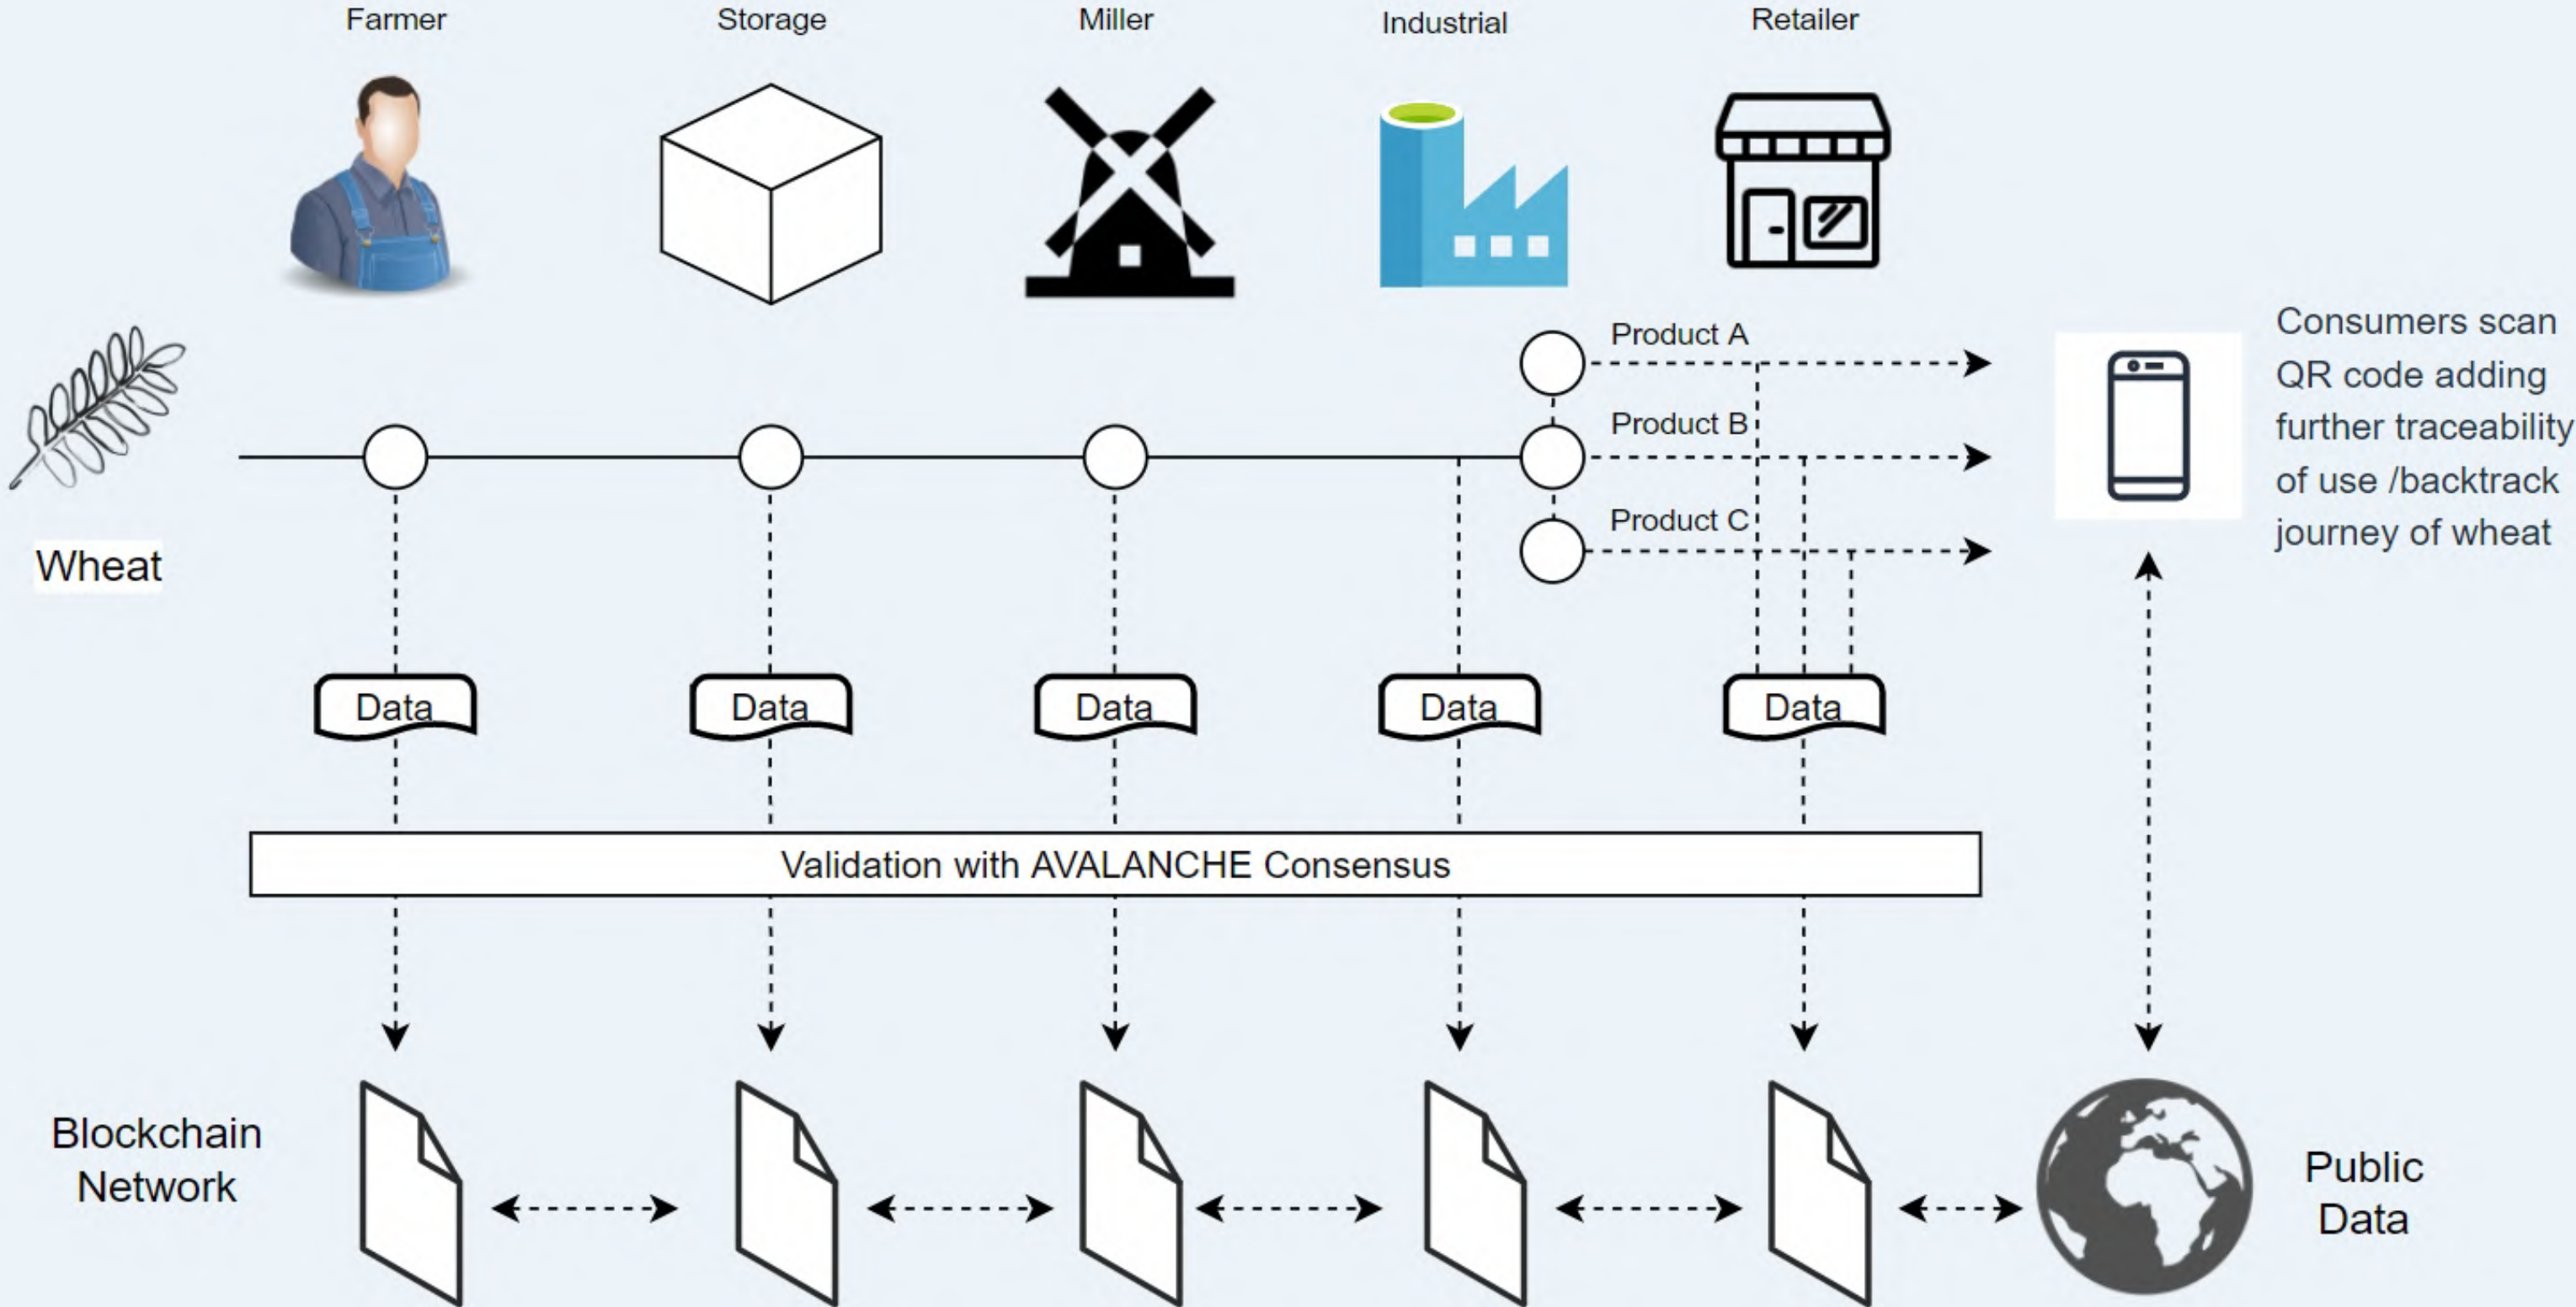 Farmer
Storage
Miller
Industrial
Retailer
Product A
Product B
Product C
Consumers scan
QR code adding
further traceability
of use /backtrack
journey of wheat
Wheat
Data
Data
Data
Data
Data
Validation with AVALANCHE Consensus
Blockchain
Network
Public
Data